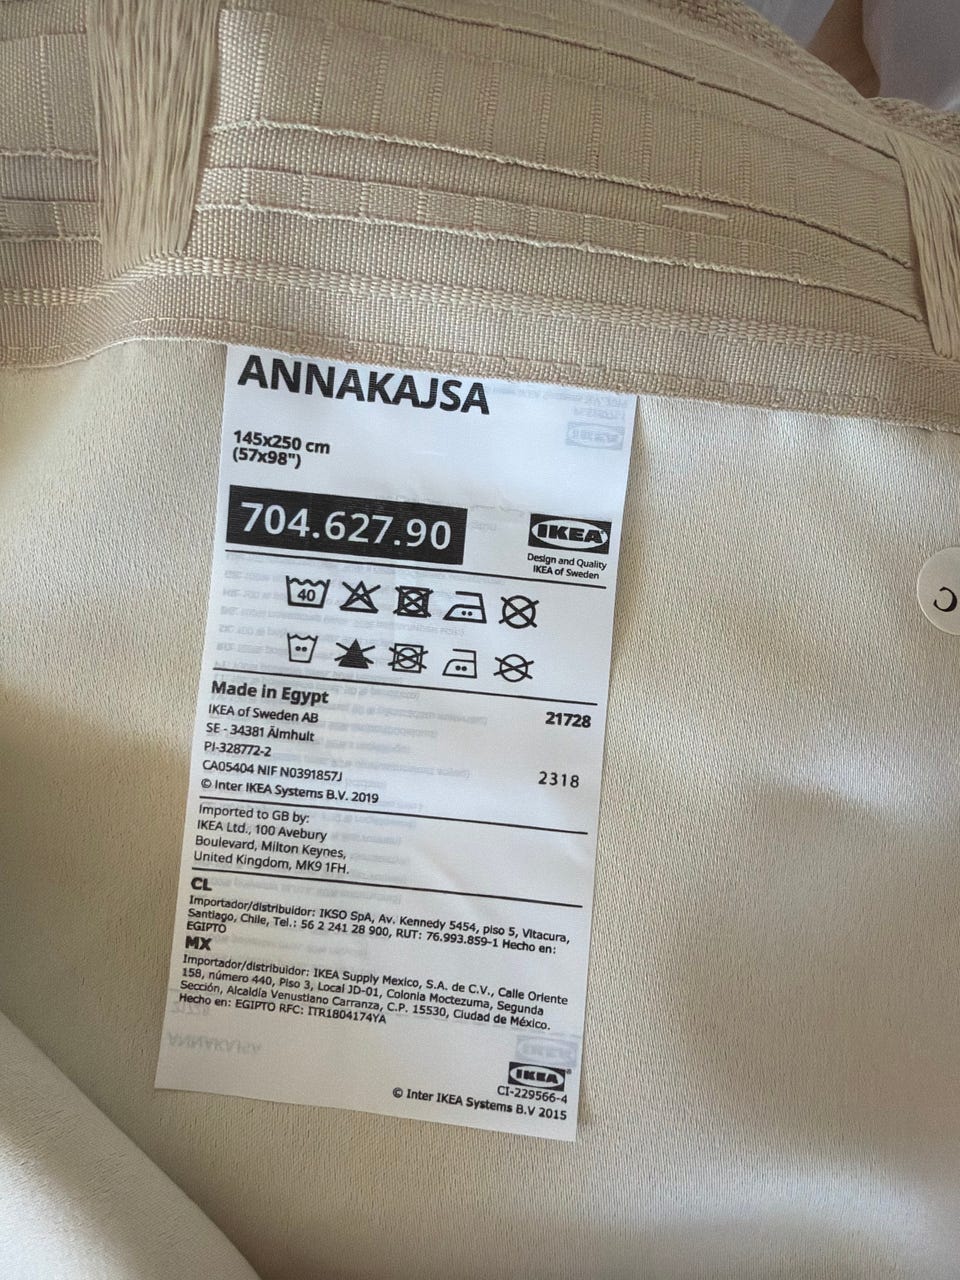 ANNAKAJSA
145x250 cm
(57x98")
704.627.90
IKEA
Design and Quality
IKEA of Sweden
40
Made in Egypt
IKEA of Sweden AB
21728
SE - 34381 Älmhult
PI-328772-2
CA05404 NIF N0391857J
2318
© Inter IKEA Systems B.V. 2019
Imported to GB by:
IKEA Ltd., 100 Avebury
Boulevard, Milton Keynes,
United Kingdom, MK9 1FH.
CL
Importador/distribuidor: IKSO SpA, Av. Kennedy 5454, piso 5, Vitacura,
Santiago, Chile, Tel.: 56 2 241 28 900, RUT: 76.993.859-1 Hecho en:
EGIPTO
MX
Importador/distribuidor: IKEA Supply Mexico, S.A. de C.V., Calle Oriente
158, número 440, Piso 3, Local JD-01, Colonia Moctezuma, Segunda
Sección, Alcaldía Venustiano Carranza, C.P. 15530, Ciudad de México.
Hecho en: EGIPTO RFC: ITR1804174YA
IKEA®
CI-229566-4
© Inter IKEA Systems B.V 2015